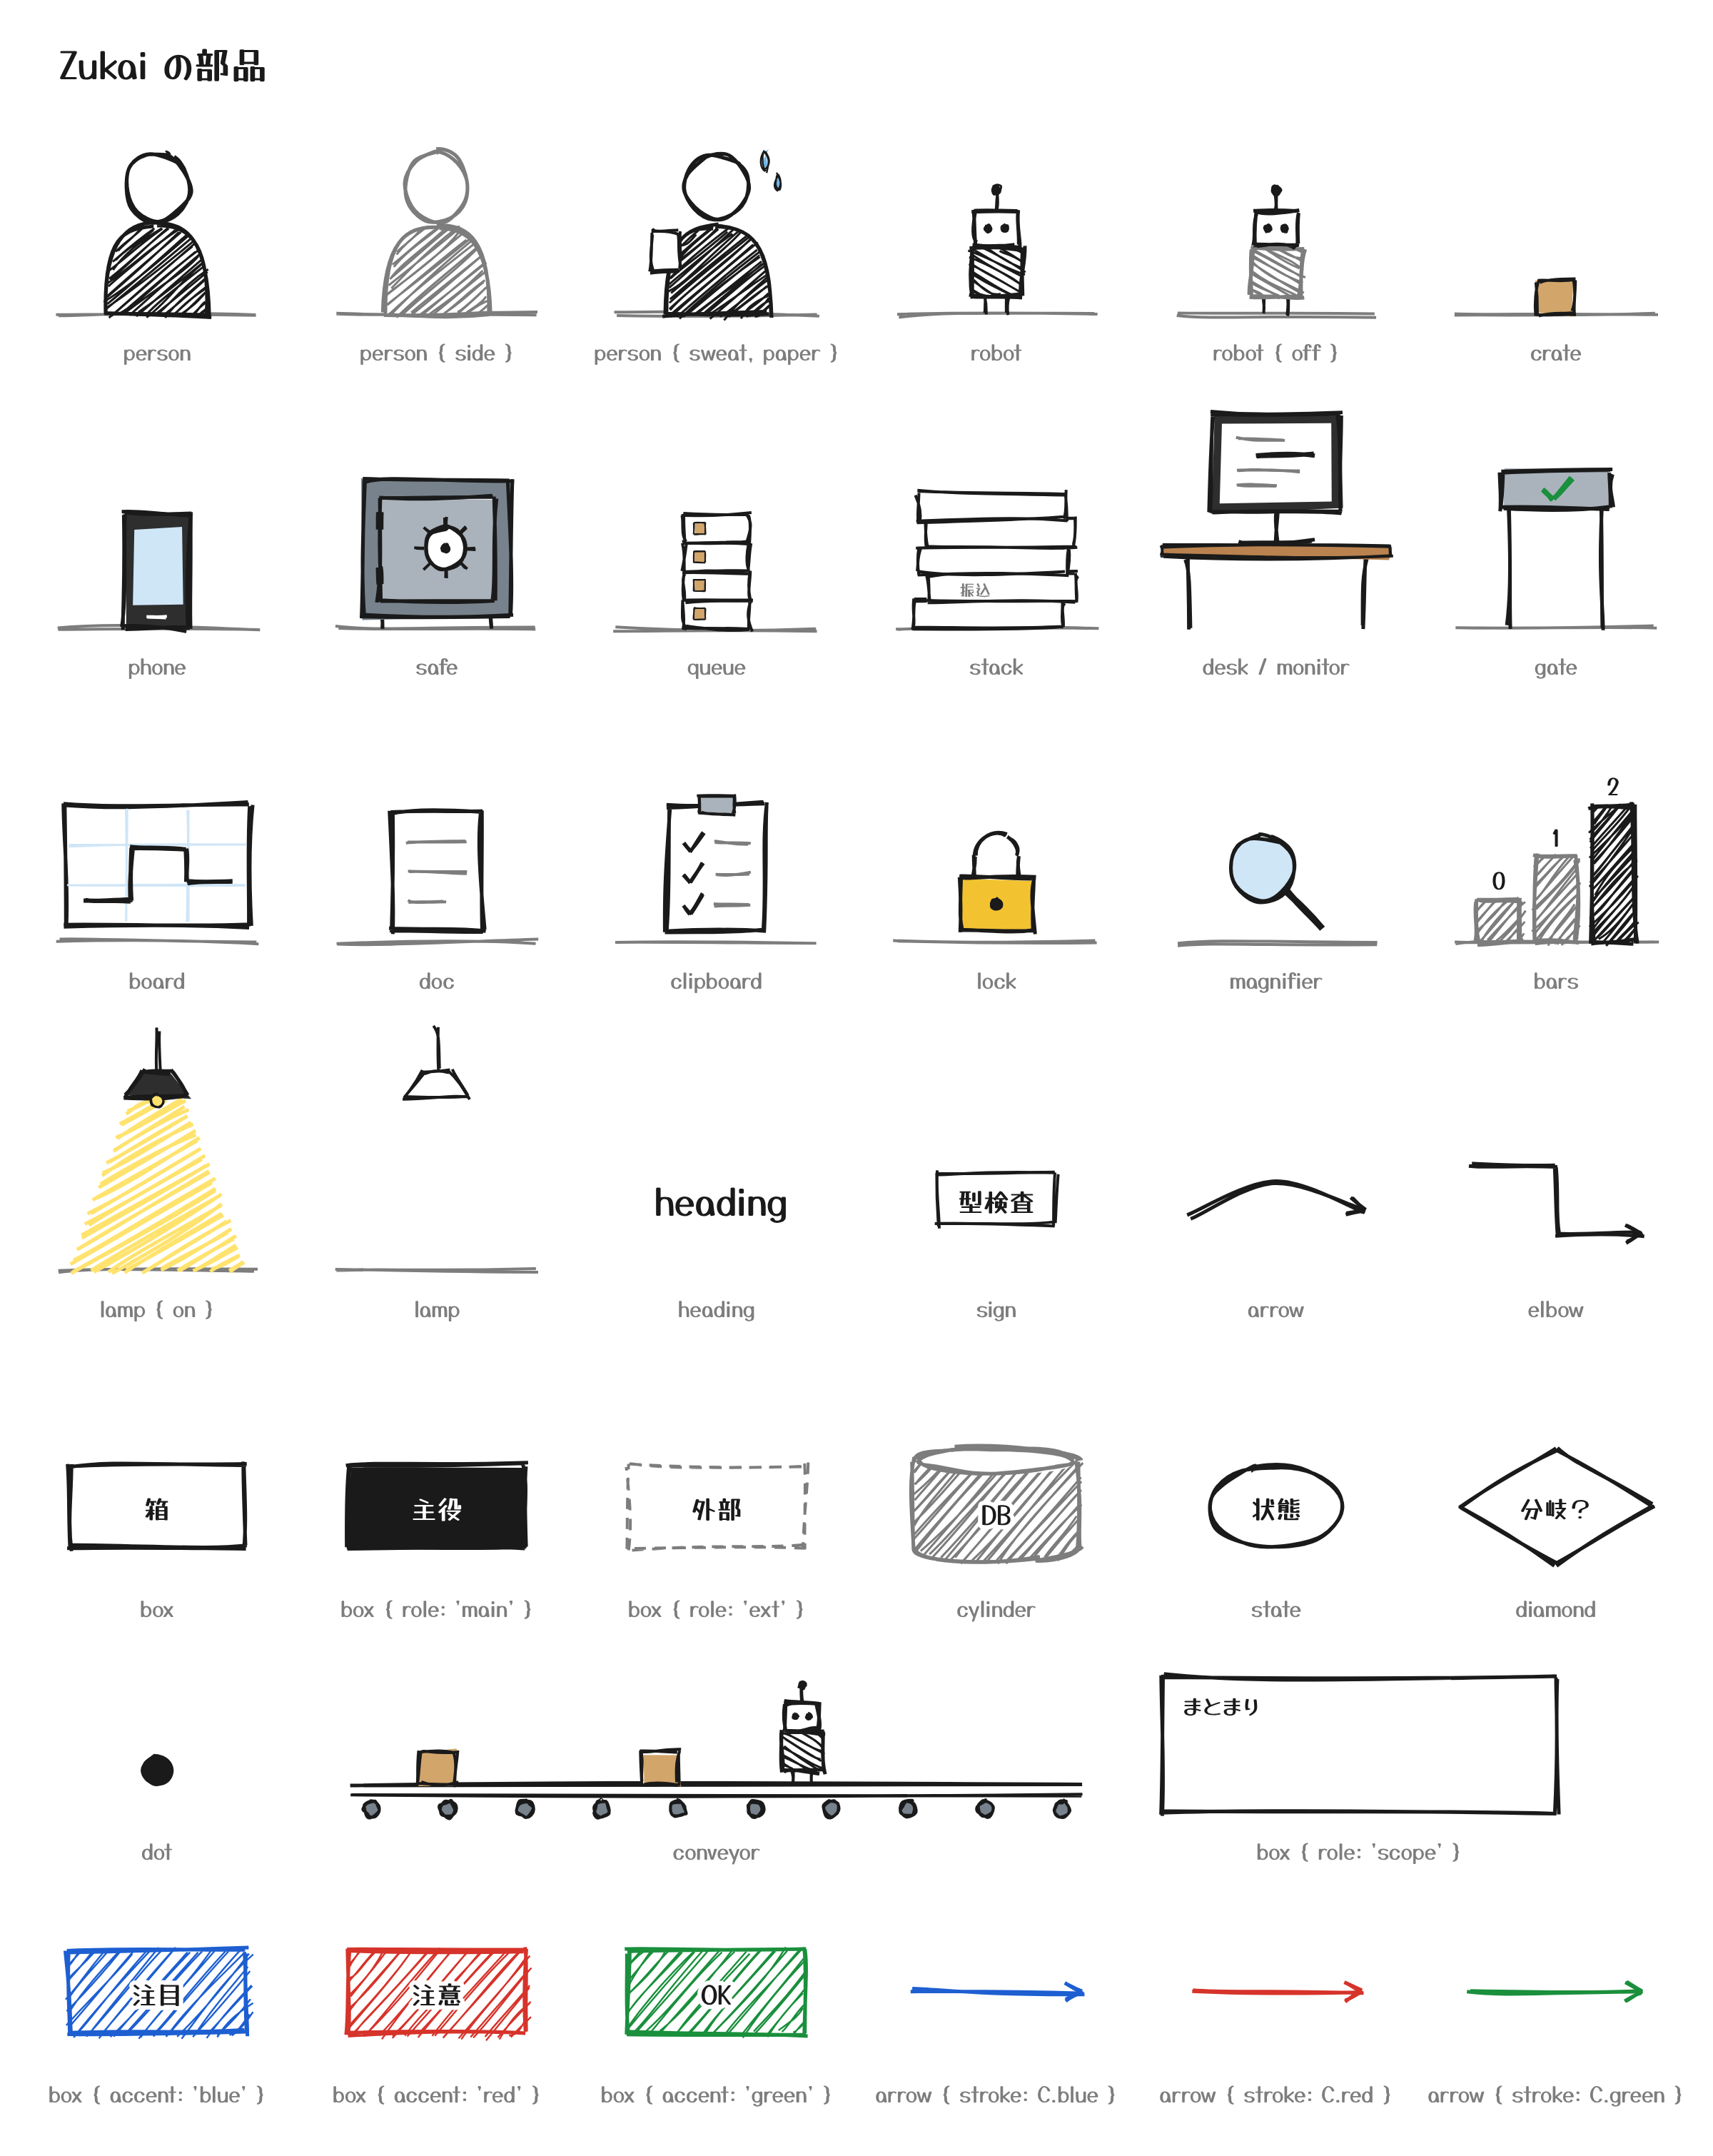 Zukai の部品
person
person { side }
person { sweat, paper }
robot
robot { off }
crate
振込
phone
safe
queue
stack
desk / monitor
gate
0
1
2
board
doc
clipboard
lock
magnifier
bars
heading
型検査
lamp { on }
lamp
heading
sign
arrow
elbow
箱
主役
外部
DB
状態
分岐？
box
box { role: 'main' }
box { role: 'ext' }
cylinder
state
diamond
まとまり
dot
conveyor
box { role: 'scope' }
注目
注意
OK
box { accent: 'blue' }
box { accent: 'red' }
box { accent: 'green' }
arrow { stroke: C.blue }
arrow { stroke: C.red }
arrow { stroke: C.green }